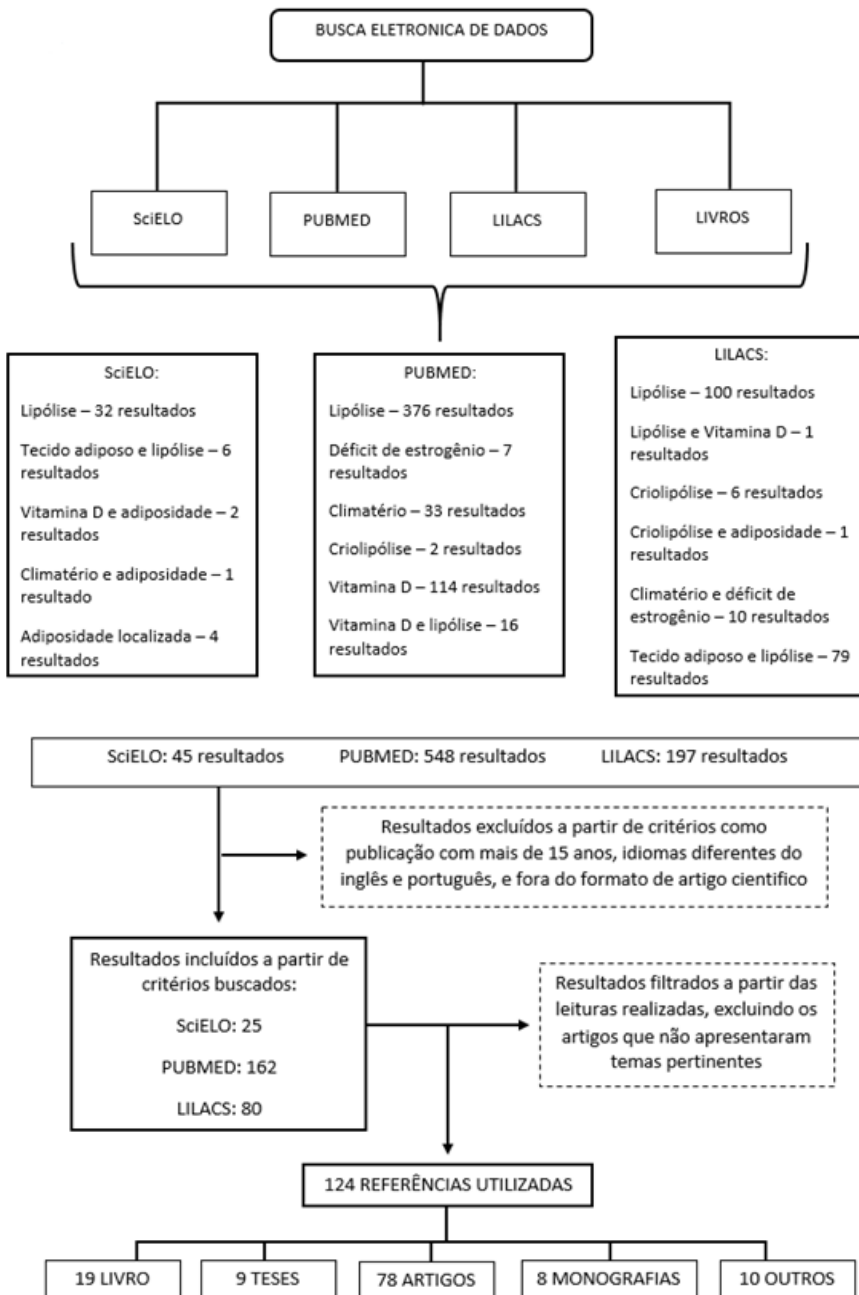 BUSCA ELETRONICA DE DADOS
SciELO
PUBMED
LILACS
LIVROS
SciELO:
Lipólise – 32 resultados
Tecido adiposo e lipólise – 6
resultados
Vitamina D e adiposidade – 2
resultados
Climatério e adiposidade – 1
resultado
Adiposidade localizada – 4
resultados
PUBMED:
Lipólise – 376 resultados
Déficit de estrogênio – 7
resultados
Climatério – 33 resultados
Criolipólise – 2 resultados
Vitamina D – 114 resultados
Vitamina D e lipólise – 16
resultados
LILACS:
Lipólise – 100 resultados
Lipólise e Vitamina D – 1
resultados
Criolipólise – 6 resultados
Criolipólise e adiposidade – 1
resultados
Climatério e déficit de
estrogênio – 10 resultados
Tecido adiposo e lipólise – 79
resultados
SciELO: 45 resultados PUBMED: 548 resultados LILACS: 197 resultados
Resultados excluídos a partir de critérios como
publicação com mais de 15 anos, idiomas diferentes do
inglês e português, e fora do formato de artigo cientifico
Resultados incluídos a partir de
critérios buscados:
SciELO: 25
PUBMED: 162
LILACS: 80
Resultados filtrados a partir das
leituras realizadas, excluindo os
artigos que não apresentaram
temas pertinentes
124 REFERÊNCIAS UTILIZADAS
19 LIVRO
9 TESES
78 ARTIGOS
8 MONOGRAFIAS
10 OUTROS